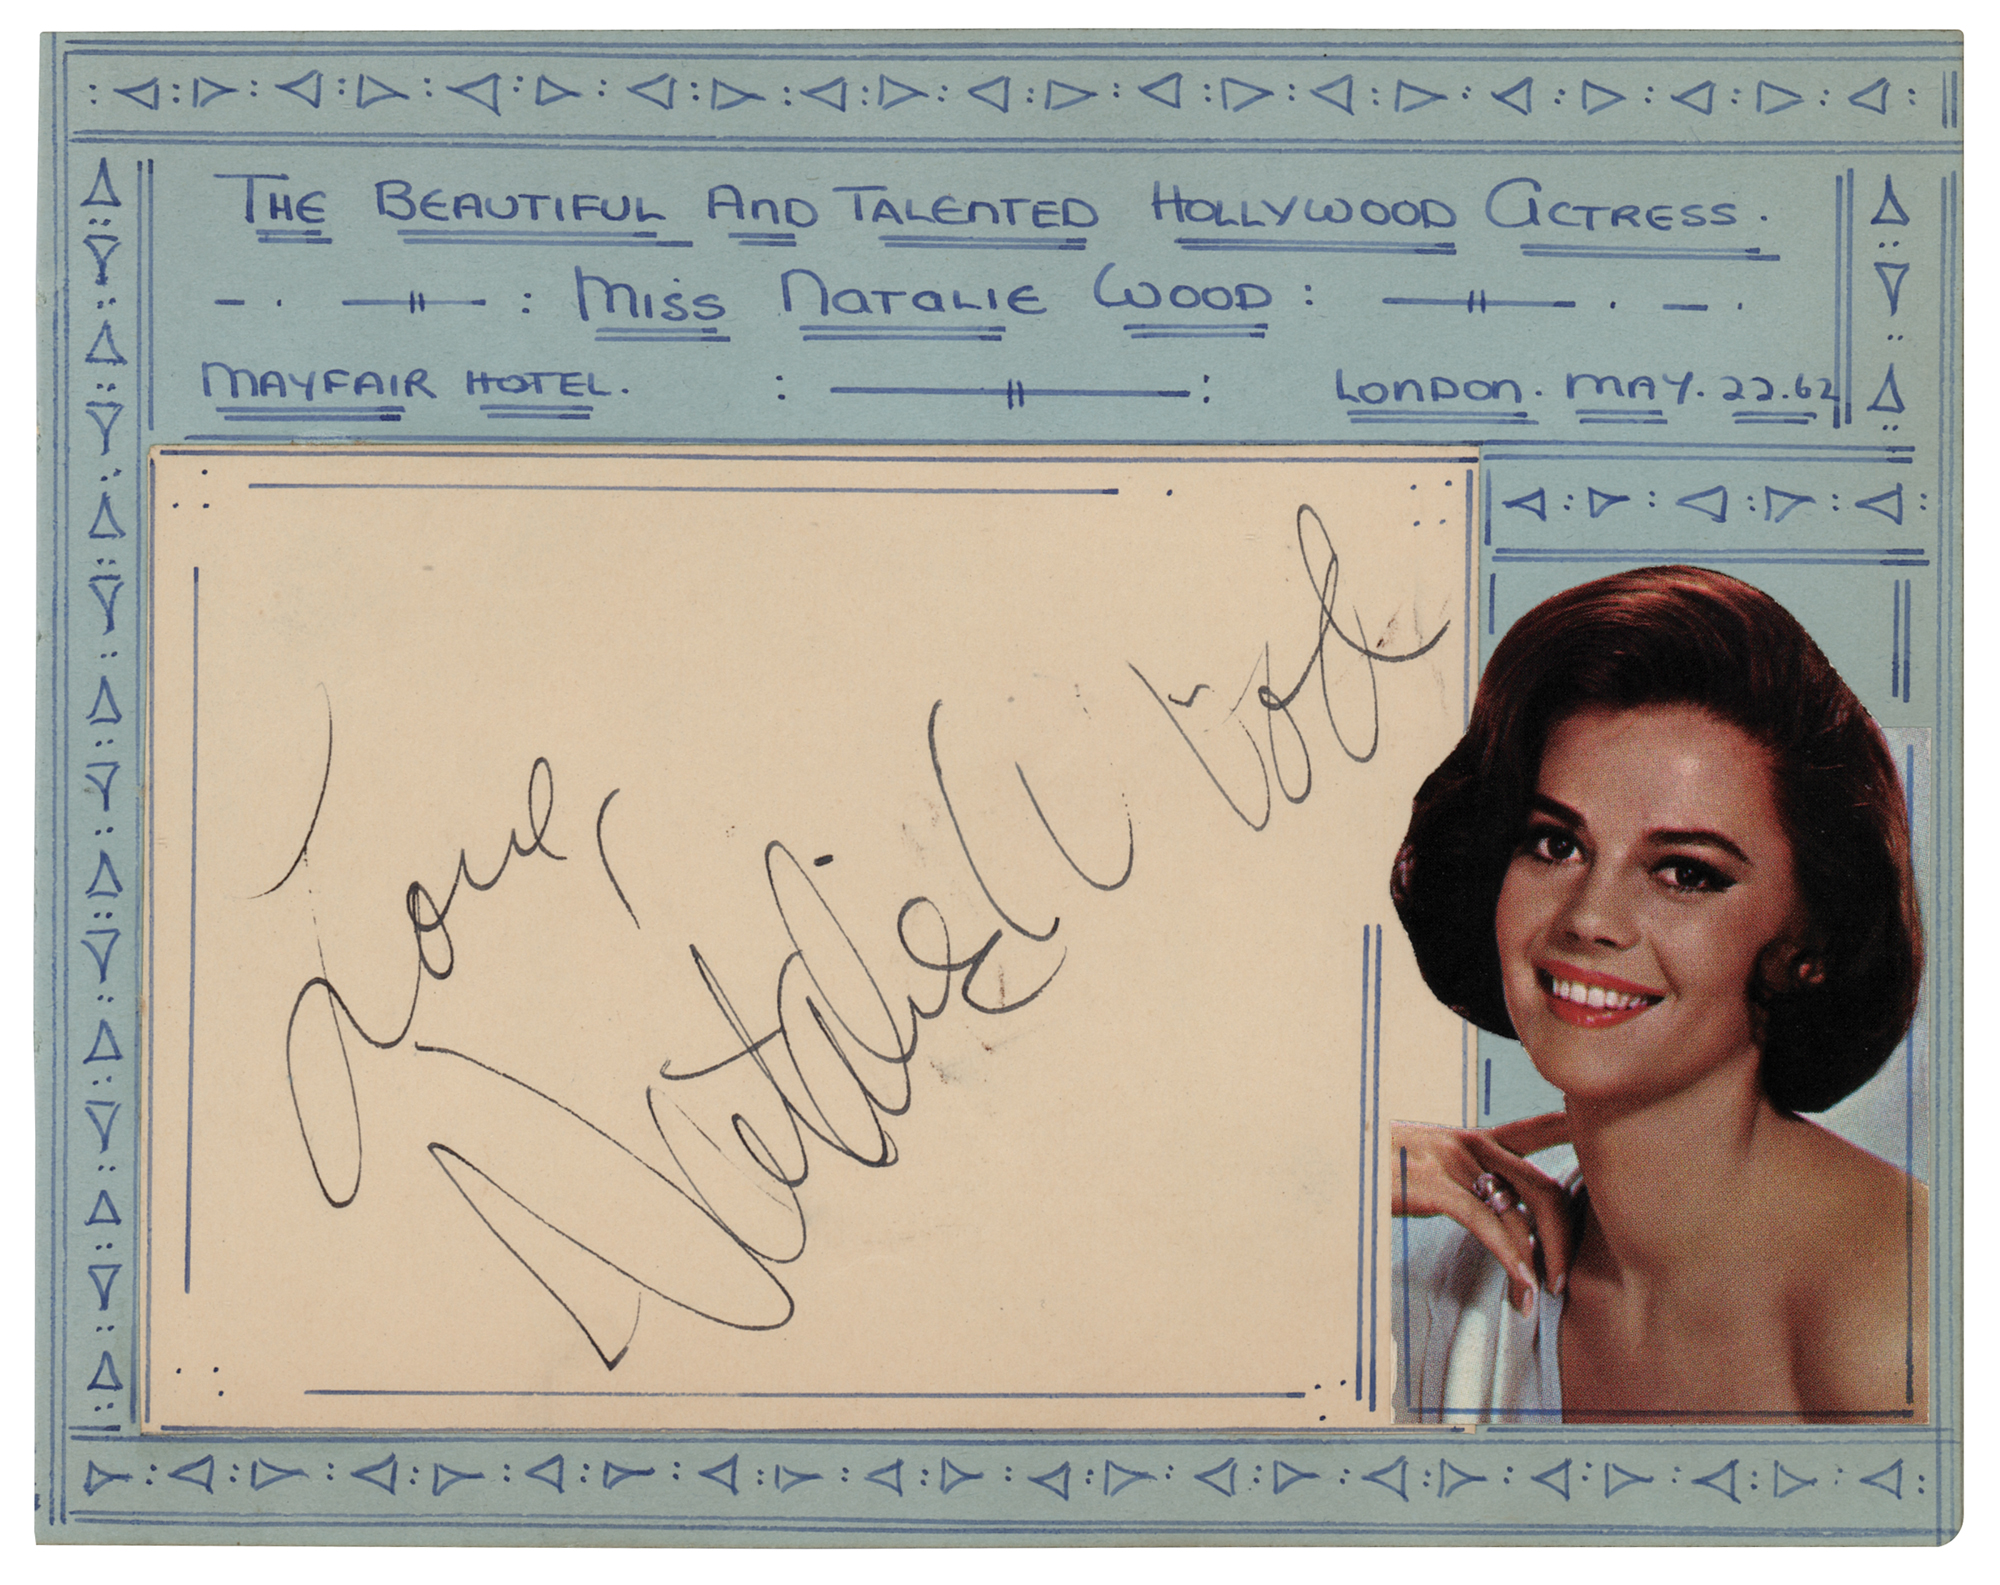 THE BEAUTIFUL AND TALENTED HOLLYWOOD ACTRESS.
: MISS NATALIE WOOD :
MAYFAIR HOTEL. : : LONDON. MAY. 22.62
Love,
Natalie Wood